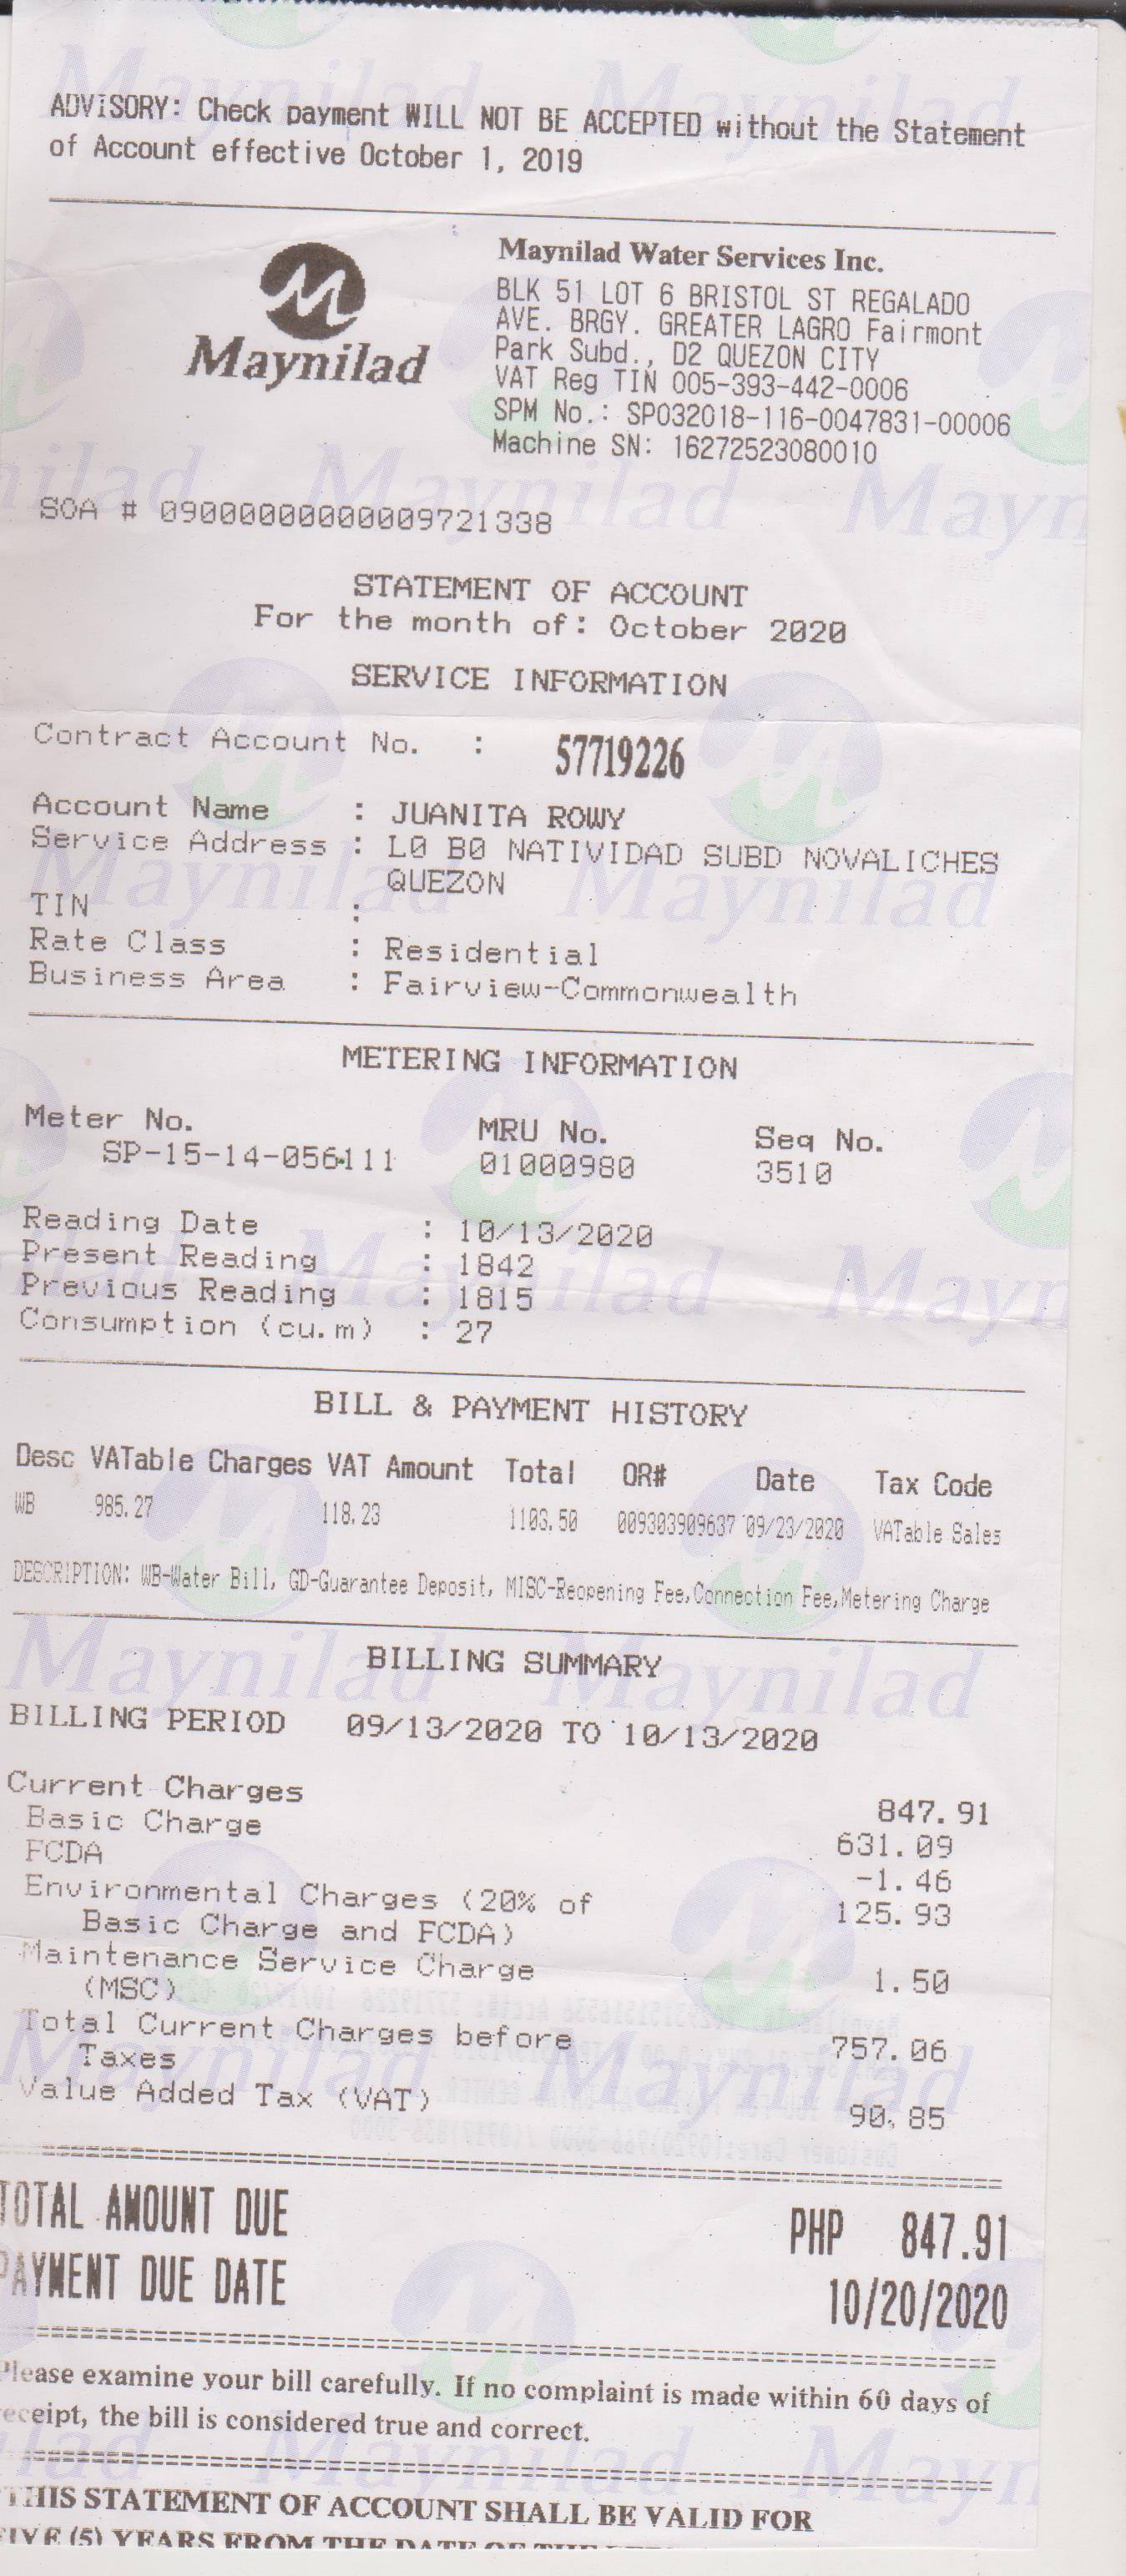 ADVISORY: Check payment WILL NOT BE ACCEPTED without the Statement
of Account effective October 1, 2019
Maynilad
Maynilad Water Services Inc.
BLK 51 LOT 6 BRISTOL ST REGALADO
AVE. BRGY. GREATER LAGRO Fairmont
Park Subd., D2 QUEZON CITY
VAT Reg TIN 005-393-442-0006
SPM No.: SP032018-116-0047831-00006
Machine SN: 16272523080010
SOA # 09000000000009721338
STATEMENT OF ACCOUNT
For the month of: October 2020
SERVICE INFORMATION
Contract Account No. : 57719226
Account Name : JUANITA ROWY
Service Address : L0 B0 NATIVIDAD SUBD NOVALICHES
QUEZON
TIN :
Rate Class : Residential
Business Area : Fairview-Commonwealth
METERING INFORMATION
Meter No. MRU No. Seq No.
SP-15-14-056111 01000980 3510
Reading Date : 10/13/2020
Present Reading : 1842
Previous Reading : 1815
Consumption (cu.m) : 27
BILL & PAYMENT HISTORY
Desc VATable Charges VAT Amount Total OR# Date Tax Code
WB 985.27 118.23 1103.50 009303909637 09/23/2020 VATable Sales
DESCRIPTION: WB-Water Bill, GD-Guarantee Deposit, MISC-Reopening Fee,Connection Fee,Metering Charge
BILLING SUMMARY
BILLING PERIOD 09/13/2020 TO 10/13/2020
Current Charges 847.91
Basic Charge 631.09
FCDA -1.46
Environmental Charges (20% of 125.93
Basic Charge and FCDA)
Maintenance Service Charge 1.50
(MSC)
Total Current Charges before 757.06
Taxes
Value Added Tax (VAT) 90.85
TOTAL AMOUNT DUE PHP 847.91
PAYMENT DUE DATE 10/20/2020
Please examine your bill carefully. If no complaint is made within 60 days of
receipt, the bill is considered true and correct.
THIS STATEMENT OF ACCOUNT SHALL BE VALID FOR
FIVE (5) YEARS FROM THE DATE OF THE